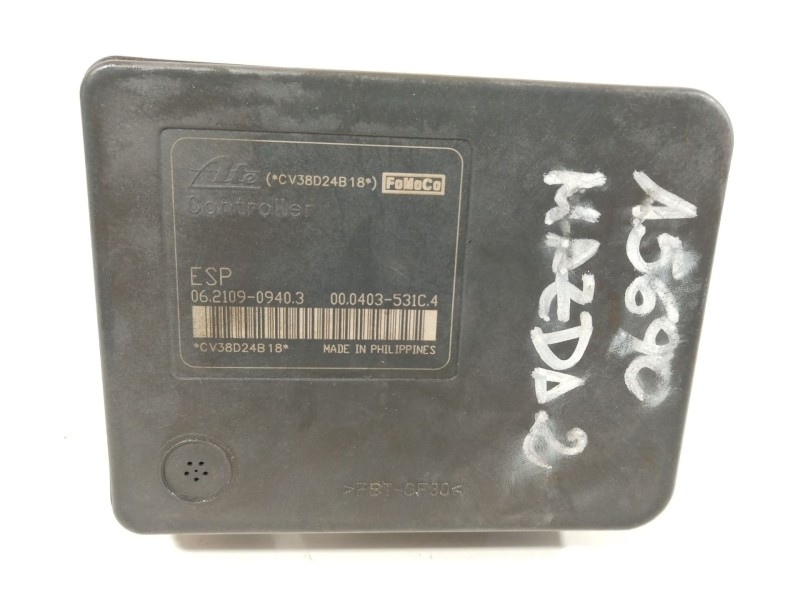 Ate (*CV38D24B18*) FoMoCo
Controller
ESP
06.2109-0940.3 00.0403-531C.4
*CV38D24B18* MADE IN PHILIPPINES
>PBT-GF30<
15690
MAZDA 2